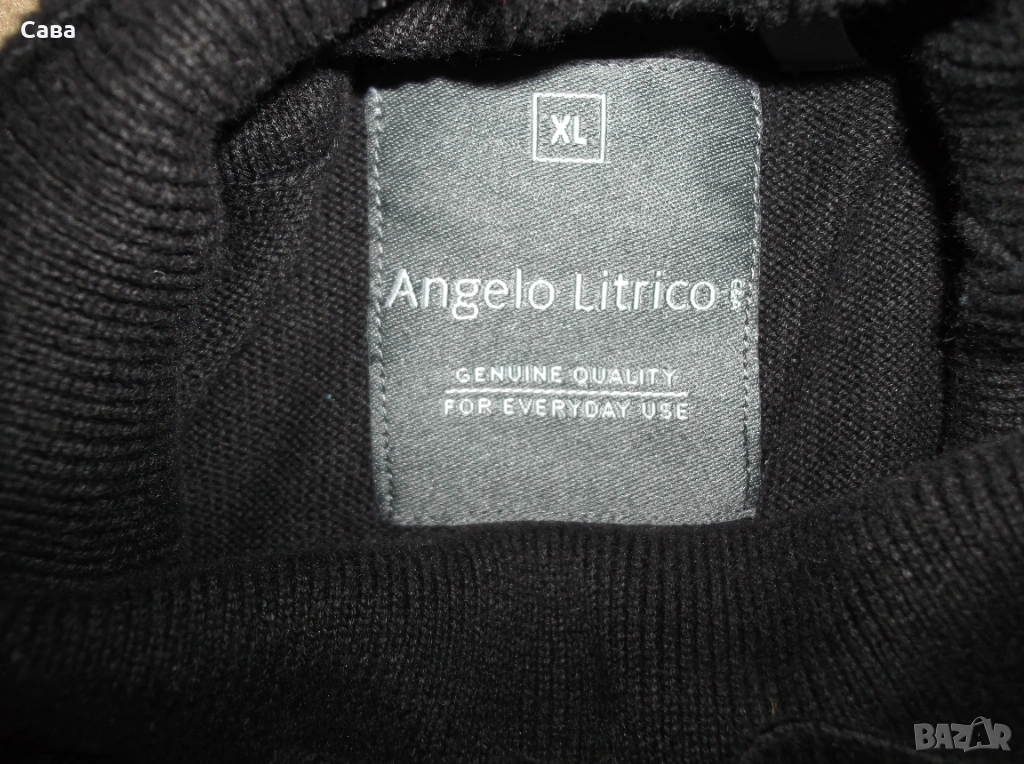 Сава
XL
Angelo Litrico
GENUINE QUALITY
FOR EVERYDAY USE
BAZAR